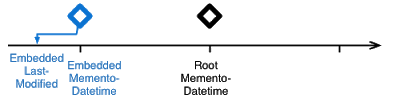 Embedded
Last-
Modified
Embedded
Memento-
Datetime
Root
Memento-
Datetime